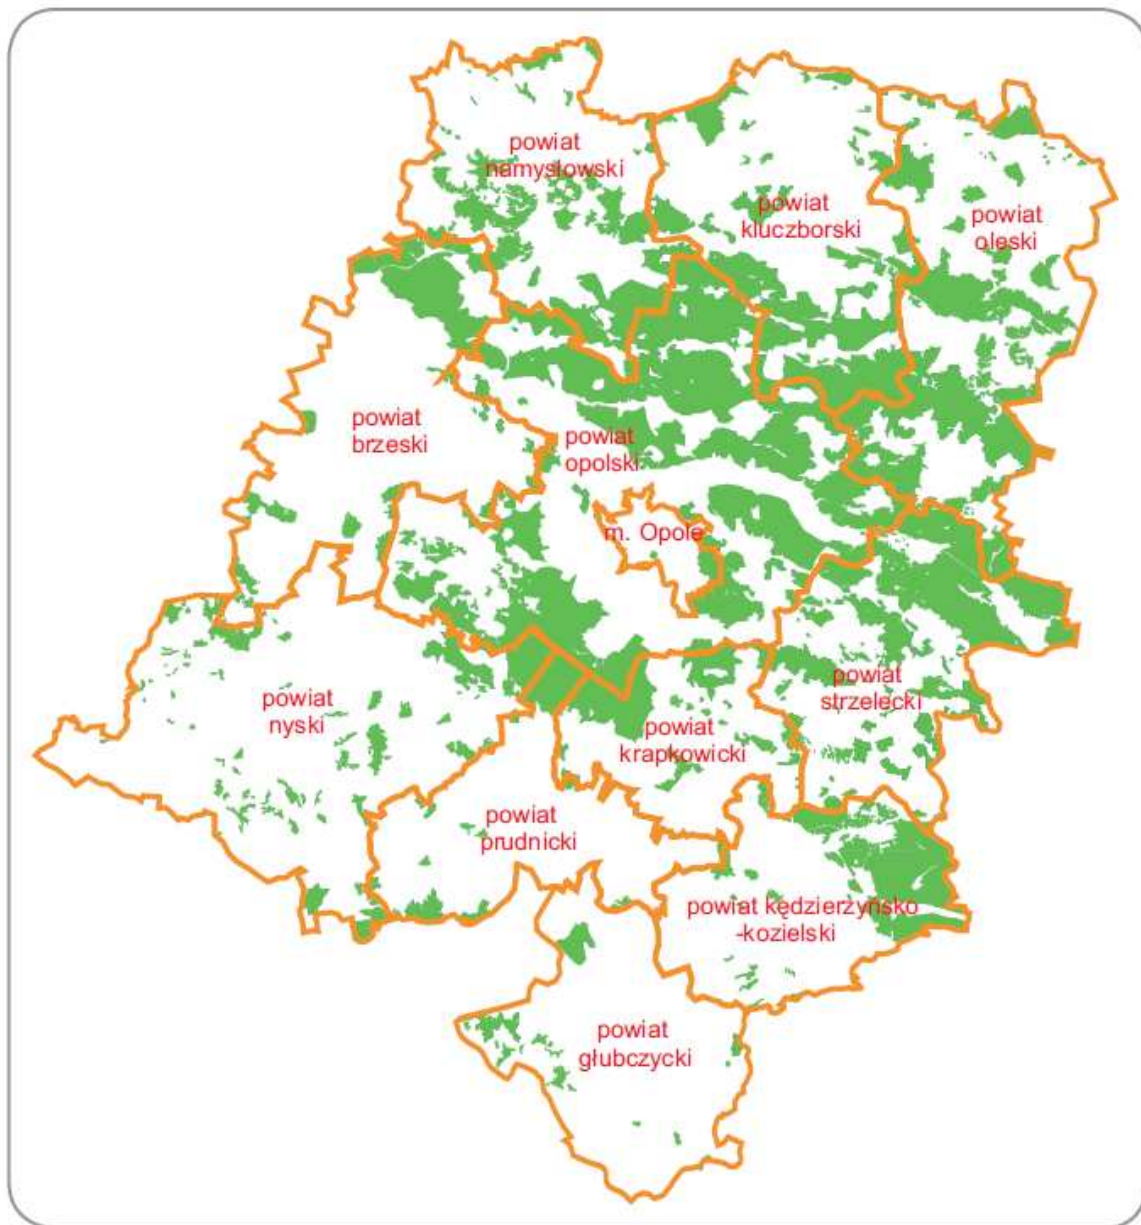 powiat
namysłowski
powiat
kluczborski
powiat
oleski
powiat
brzeski
powiat
opolski
m. Opole
powiat
nyski
powiat
strzelecki
powiat
krapkowicki
powiat
prudnicki
powiat kędzierzyńsko
-kozielski
powiat
głubczycki